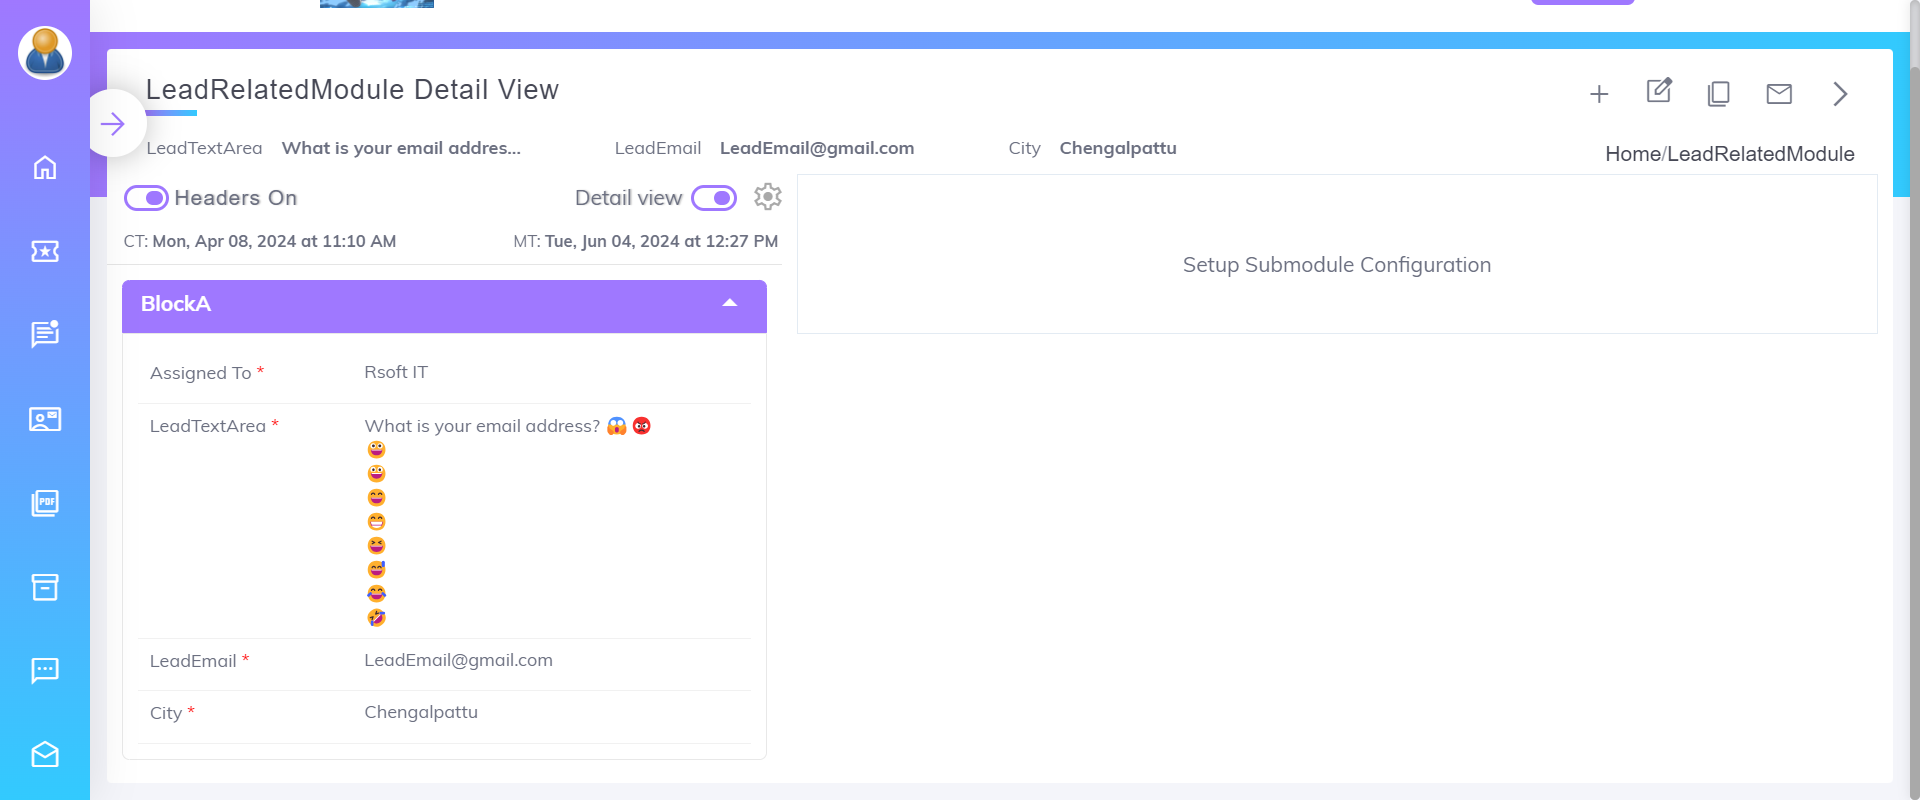 LeadRelatedModule Detail View
LeadTextArea What is your email addres... LeadEmail LeadEmail@gmail.com City Chengalpattu
Home/LeadRelatedModule
Headers On Detail view
CT: Mon, Apr 08, 2024 at 11:10 AM MT: Tue, Jun 04, 2024 at 12:27 PM
Setup Submodule Configuration
BlockA
Assigned To * Rsoft IT
LeadTextArea * What is your email address? 😱 👹
😀
😀
😄
😁
😆
😅
😂
🤣
LeadEmail * LeadEmail@gmail.com
City * Chengalpattu
PDF